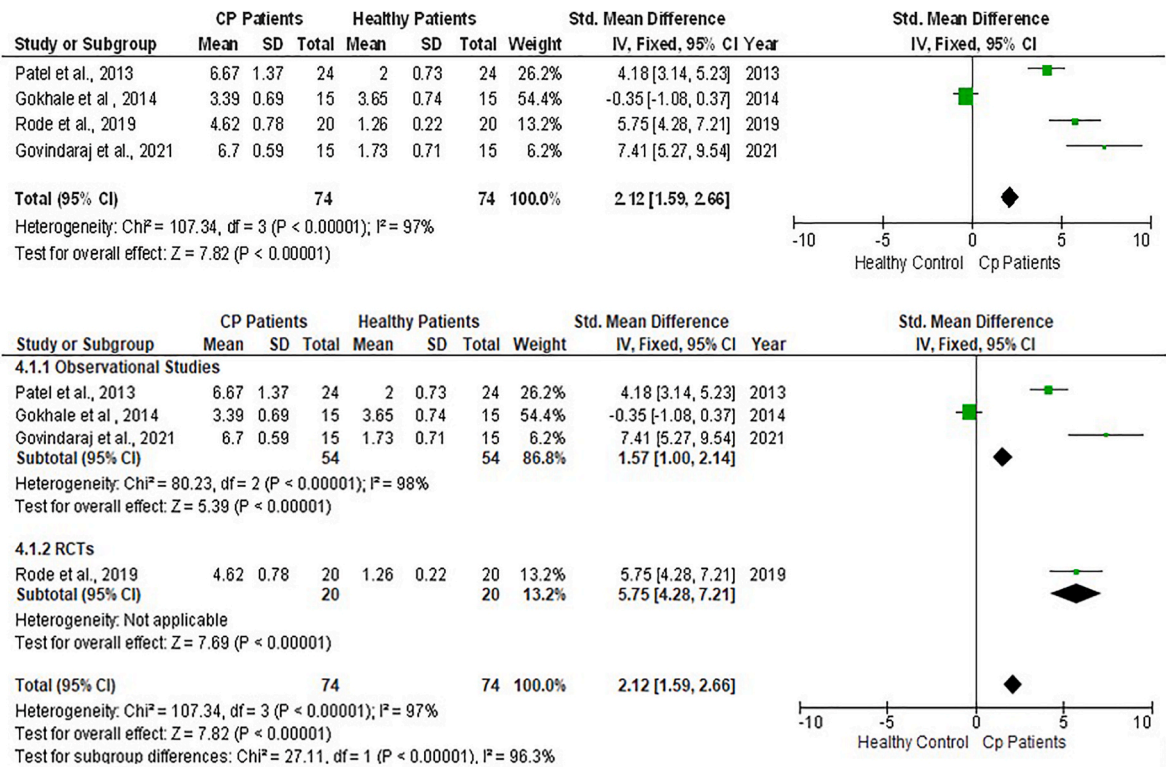 CP Patients Healthy Patients Std. Mean Difference Std. Mean Difference
Study or Subgroup Mean SD Total Mean SD Total Weight IV, Fixed, 95% CI Year IV, Fixed, 95% CI
Patel et al., 2013 6.67 1.37 24 2 0.73 24 26.2% 4.18 [3.14, 5.23] 2013
Gokhale et al , 2014 3.39 0.69 15 3.65 0.74 15 54.4% -0.35 [-1.08, 0.37] 2014
Rode et al., 2019 4.62 0.78 20 1.26 0.22 20 13.2% 5.75 [4.28, 7.21] 2019
Govindaraj et al., 2021 6.7 0.59 15 1.73 0.71 15 6.2% 7.41 [5.27, 9.54] 2021
Total (95% CI) 74 74 100.0% 2.12 [1.59, 2.66]
Heterogeneity: Chi² = 107.34, df = 3 (P < 0.00001); I² = 97%
Test for overall effect: Z = 7.82 (P < 0.00001)
-10 -5 0 5 10
Healthy Control Cp Patients
CP Patients Healthy Patients Std. Mean Difference Std. Mean Difference
Study or Subgroup Mean SD Total Mean SD Total Weight IV, Fixed, 95% CI Year IV, Fixed, 95% CI
4.1.1 Observational Studies
Patel et al., 2013 6.67 1.37 24 2 0.73 24 26.2% 4.18 [3.14, 5.23] 2013
Gokhale et al , 2014 3.39 0.69 15 3.65 0.74 15 54.4% -0.35 [-1.08, 0.37] 2014
Govindaraj et al., 2021 6.7 0.59 15 1.73 0.71 15 6.2% 7.41 [5.27, 9.54] 2021
Subtotal (95% CI) 54 54 86.8% 1.57 [1.00, 2.14]
Heterogeneity: Chi² = 80.23, df = 2 (P < 0.00001); I² = 98%
Test for overall effect: Z = 5.39 (P < 0.00001)
4.1.2 RCTs
Rode et al., 2019 4.62 0.78 20 1.26 0.22 20 13.2% 5.75 [4.28, 7.21] 2019
Subtotal (95% CI) 20 20 13.2% 5.75 [4.28, 7.21]
Heterogeneity: Not applicable
Test for overall effect: Z = 7.69 (P < 0.00001)
Total (95% CI) 74 74 100.0% 2.12 [1.59, 2.66]
Heterogeneity: Chi² = 107.34, df = 3 (P < 0.00001); I² = 97%
Test for overall effect: Z = 7.82 (P < 0.00001)
Test for subgroup differences: Chi² = 27.11, df = 1 (P < 0.00001), I² = 96.3%
-10 -5 0 5 10
Healthy Control Cp Patients